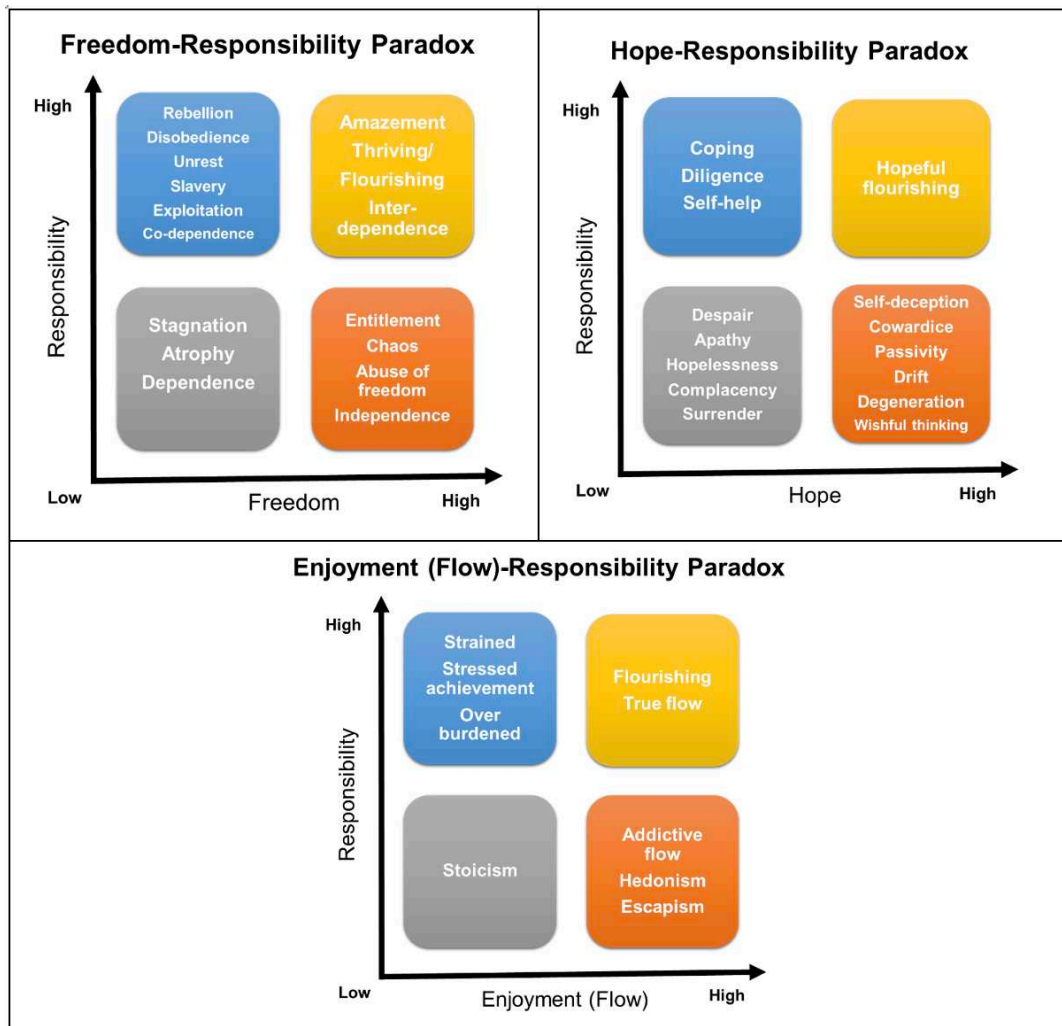 Freedom-Responsibility Paradox
High
Responsibility
Rebellion
Disobedience
Unrest
Slavery
Exploitation
Co-dependence
Amazement
Thriving/
Flourishing
Inter-
dependence
Stagnation
Atrophy
Dependence
Entitlement
Chaos
Abuse of
freedom
Independence
Low
Freedom
High
Hope-Responsibility Paradox
High
Responsibility
Coping
Diligence
Self-help
Hopeful
flourishing
Despair
Apathy
Hopelessness
Complacency
Surrender
Self-deception
Cowardice
Passivity
Drift
Degeneration
Wishful thinking
Low
Hope
High
Enjoyment (Flow)-Responsibility Paradox
High
Responsibility
Strained
Stressed
achievement
Over
burdened
Flourishing
True flow
Stoicism
Addictive
flow
Hedonism
Escapism
Low
Enjoyment (Flow)
High